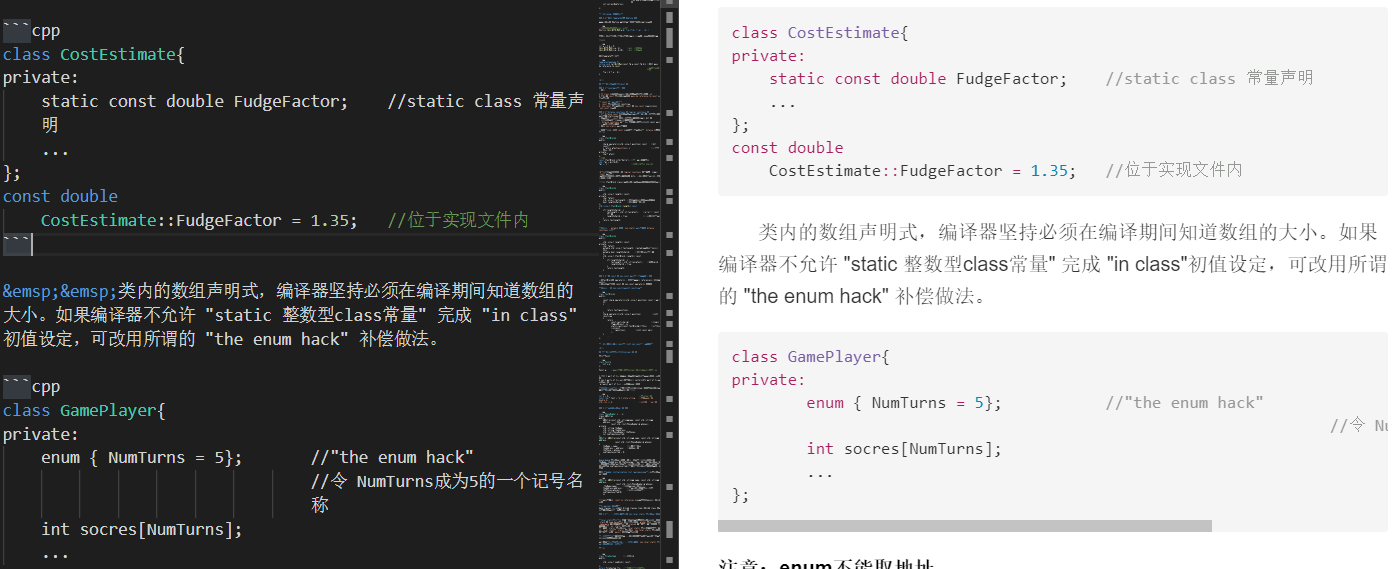 ```cpp
class CostEstimate{
private:
    static const double FudgeFactor;    //static class 常量声
    明
    ...
};
const double
    CostEstimate::FudgeFactor = 1.35;   //位于实现文件内
```
&emsp;&emsp;类内的数组声明式，编译器坚持必须在编译期间知道数组的
大小。如果编译器不允许 "static 整数型class常量" 完成 "in class"
初值设定，可改用所谓的 "the enum hack" 补偿做法。
```cpp
class GamePlayer{
private:
    enum { NumTurns = 5};       //"the enum hack"
                                //令 NumTurns成为5的一个记号名
                                称
    int socres[NumTurns];
    ...
class CostEstimate{
private:
    static const double FudgeFactor;    //static class 常量声明
    ...
};
const double
    CostEstimate::FudgeFactor = 1.35;   //位于实现文件内
类内的数组声明式，编译器坚持必须在编译期间知道数组的大小。如果
编译器不允许 "static 整数型class常量" 完成 "in class"初值设定，可改用所谓
的 "the enum hack" 补偿做法。
class GamePlayer{
private:
        enum { NumTurns = 5};           //"the enum hack"
                                                                //令 Nu
        int socres[NumTurns];
        ...
};
注意：enum不能取地址